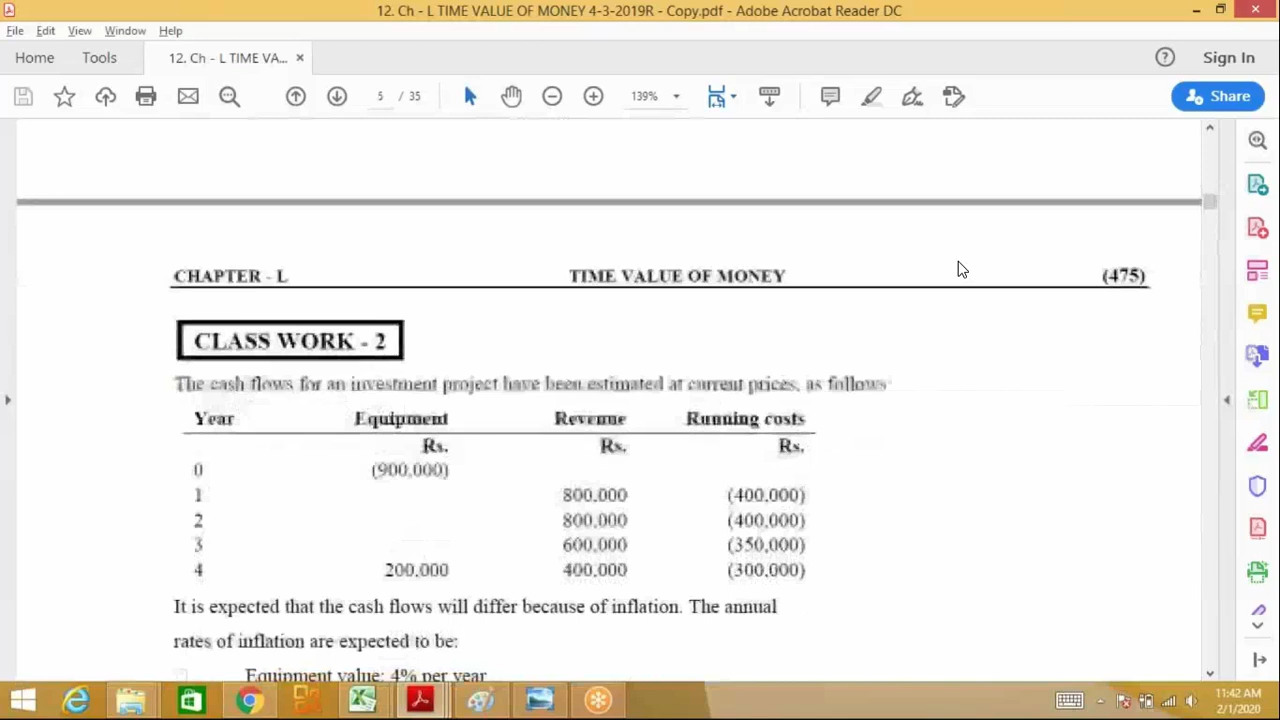 12. Ch - L TIME VALUE OF MONEY 4-3-2019R - Copy.pdf - Adobe Acrobat Reader DC
File Edit View Window Help
Home Tools 12. Ch - L TIME VA... × Sign In
5 / 35 139% Share
CHAPTER - L TIME VALUE OF MONEY (475)
CLASS WORK - 2
The cash flows for an investment project have been estimated at current prices, as follows
Year Equipment Revenue Running costs
Rs. Rs. Rs.
0 (900,000)
1 800,000 (400,000)
2 800,000 (400,000)
3 600,000 (350,000)
4 200,000 400,000 (300,000)
It is expected that the cash flows will differ because of inflation. The annual
rates of inflation are expected to be:
Equipment value: 4% per year
11:42 AM
2/1/2020